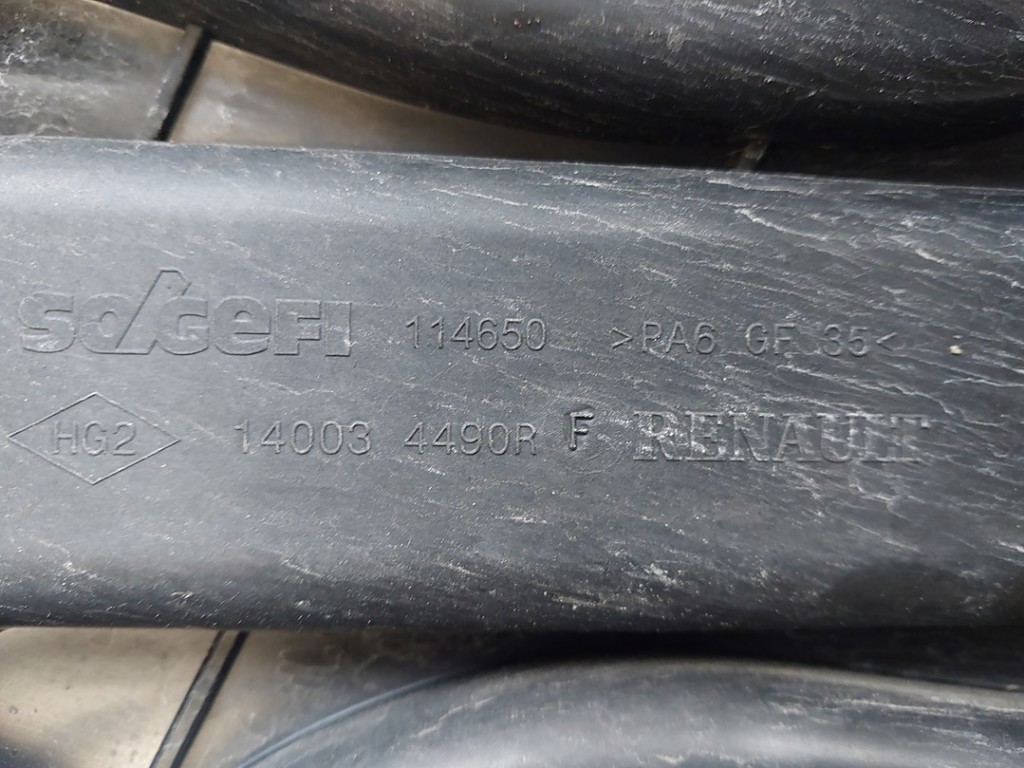 SOGEFI 114650 >PA6 GF 35<
HG2 14003 4490R F RENAULT